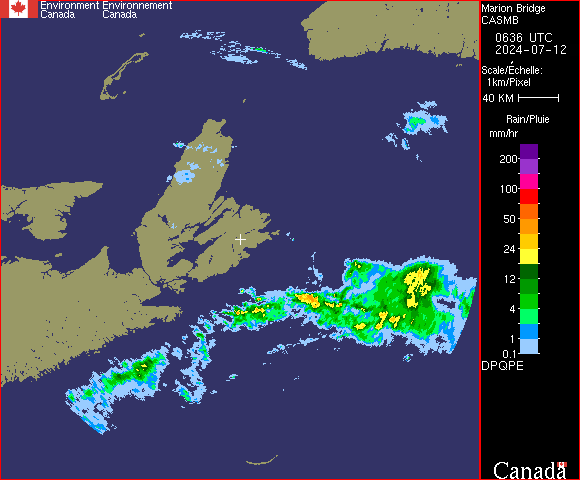 Environment Environnement
Canada Canada
Marion Bridge
CASMB
0636 UTC
2024-07-12
Scale/Échelle:
1km/Pixel
40 KM
Rain/Pluie
mm/hr
200
100
50
24
12
4
1
0.1
DPQPE
Canada